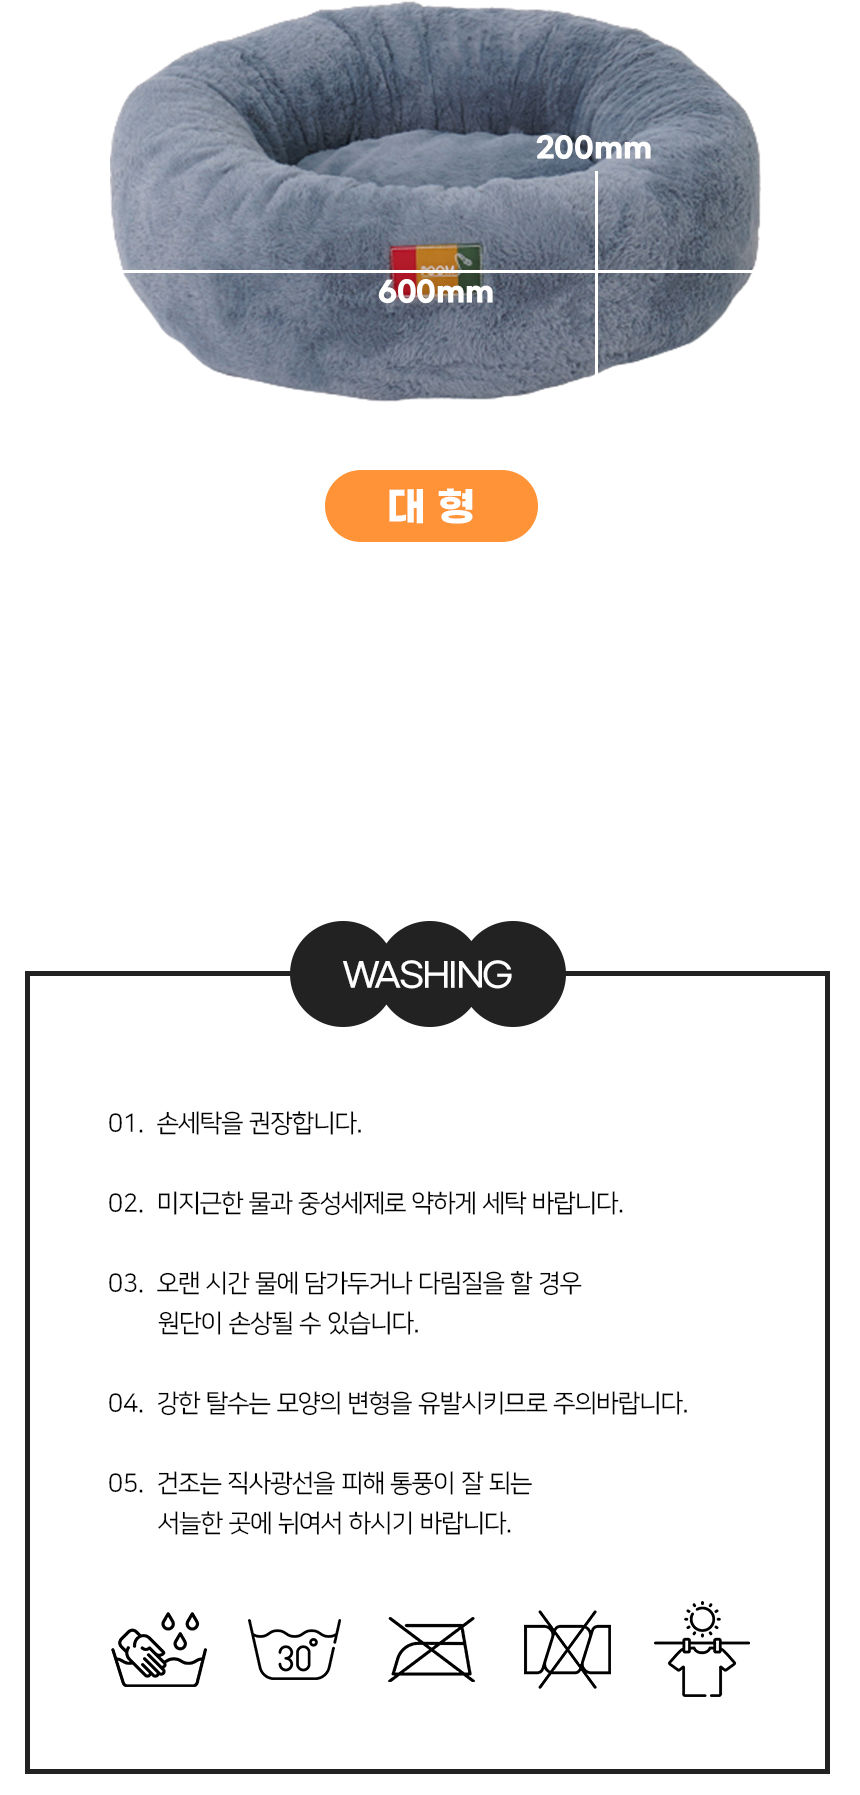 200mm
600mm
대형
WASHING
01. 손세탁을 권장합니다.
02. 미지근한 물과 중성세제로 약하게 세탁 바랍니다.
03. 오랜 시간 물에 담가두거나 다림질을 할 경우
원단이 손상될 수 있습니다.
04. 강한 탈수는 모양의 변형을 유발시키므로 주의바랍니다.
05. 건조는 직사광선을 피해 통풍이 잘 되는
서늘한 곳에 뉘여서 하시기 바랍니다.
30°